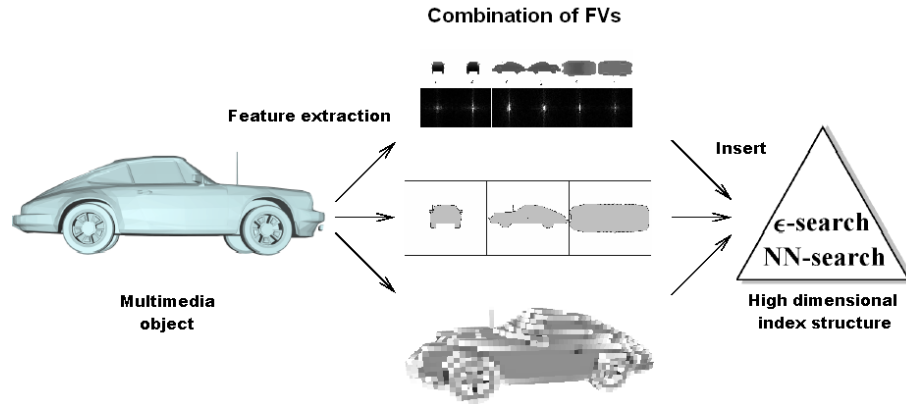 Combination of FVs
Feature extraction
Insert
ϵ-search
NN-search
Multimedia
object
High dimensional
index structure